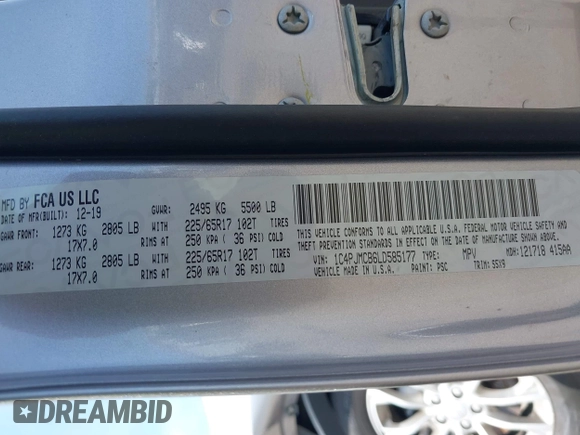 MFD BY FCA US LLC
DATE OF MFR(BUILT): 12-19 GVWR: 2495 KG 5500 LB
GAWR FRONT: 1273 KG 2805 LB WITH 225/65R17 102T TIRES
17X7.0 RIMS AT 250 KPA ( 36 PSI) COLD
GAWR REAR: 1273 KG 2805 LB WITH 225/65R17 102T TIRES
17X7.0 RIMS AT 250 KPA ( 36 PSI) COLD
THIS VEHICLE CONFORMS TO ALL APPLICABLE U.S.A. FEDERAL MOTOR VEHICLE SAFETY AND
THEFT PREVENTION STANDARDS IN EFFECT ON THE DATE OF MANUFACTURE SHOWN ABOVE.
VIN: 1C4PJMCB6LD585177 TYPE: MPV MDH: 121718 415AA
VEHICLE MADE IN U.S.A. PAINT: PSC TRIM: S5X9
DREAMBID